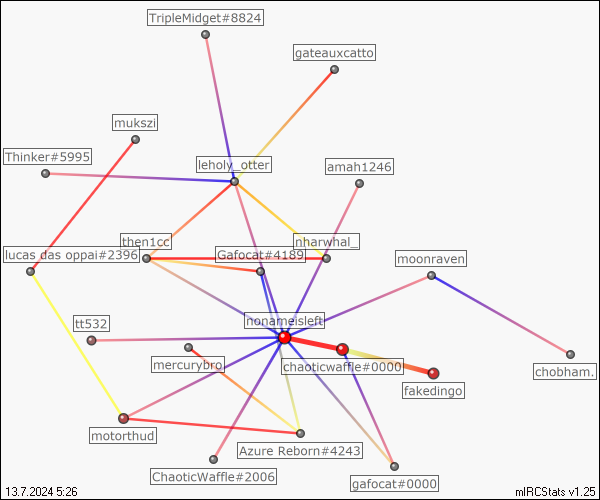 TripleMidget#8824
gateauxcatto
mukszi
Thinker#5995
leholy_otter
amah1246
then1cc
nharwhal_
lucas das oppai#2396
Gafocat#4189
moonraven
nonameisleft
tt532
mercurybro
chaoticwaffle#0000
chobham.
fakedingo
motorthud
Azure Reborn#4243
ChaoticWaffle#2006
gafocat#0000
13.7.2024 5:26
mIRCStats v1.25